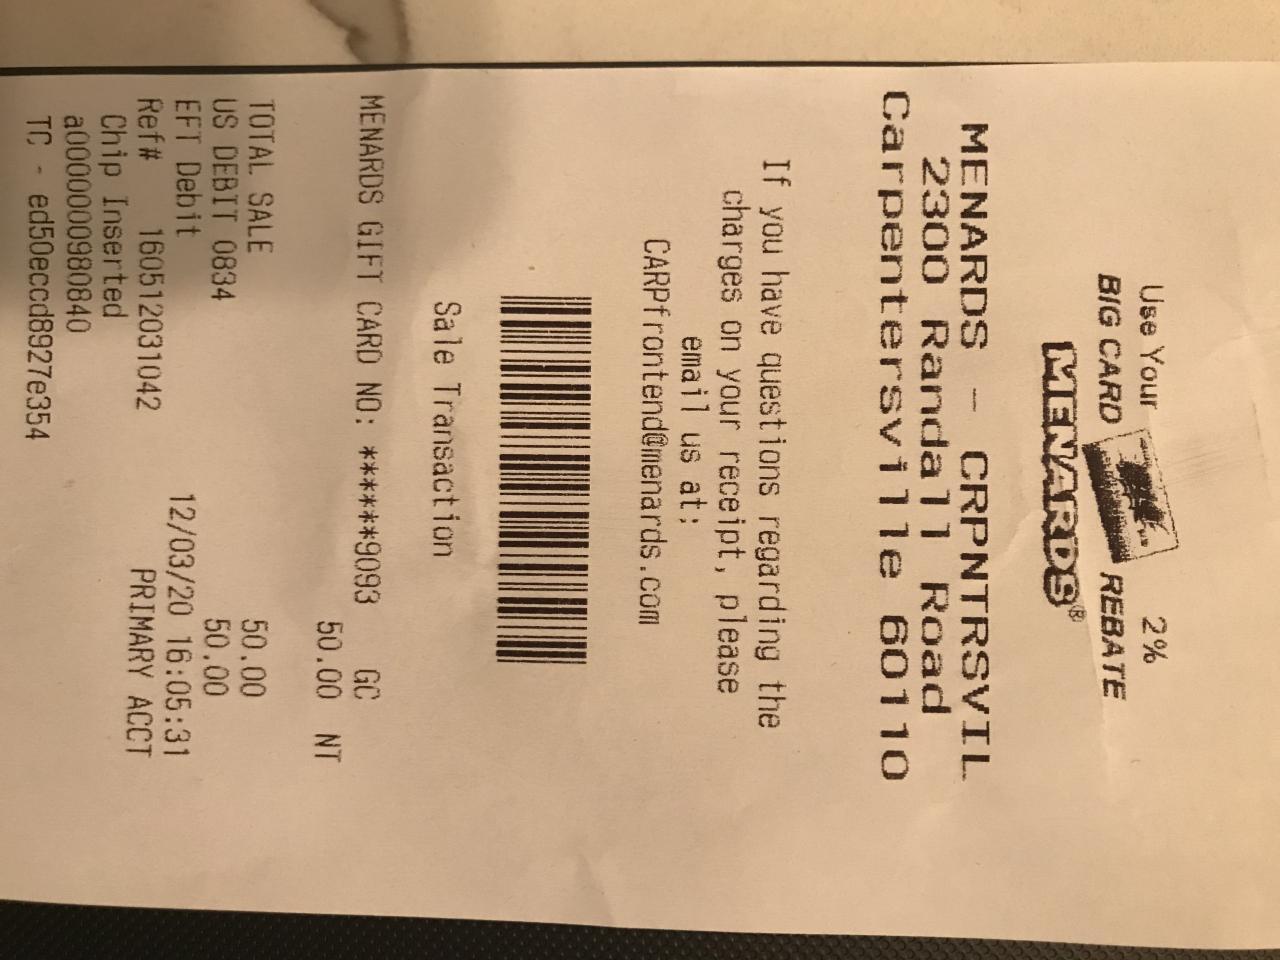 Use Your 2%
BIG CARD REBATE
MENARDS®
MENARDS - CRPNTRSVIL
2300 Randall Road
Carpentersville 60110
If you have questions regarding the
charges on your receipt, please
email us at:
CARPfrontend@menards.com
Sale Transaction
MENARDS GIFT CARD NO: ******9093 GC
50.00 NT
TOTAL SALE 50.00
US DEBIT 0834 50.00
EFT Debit 12/03/20 16:05:31
Ref# 160512031042 PRIMARY ACCT
Chip Inserted
a0000000980840
TC - ed50eccd8927e354